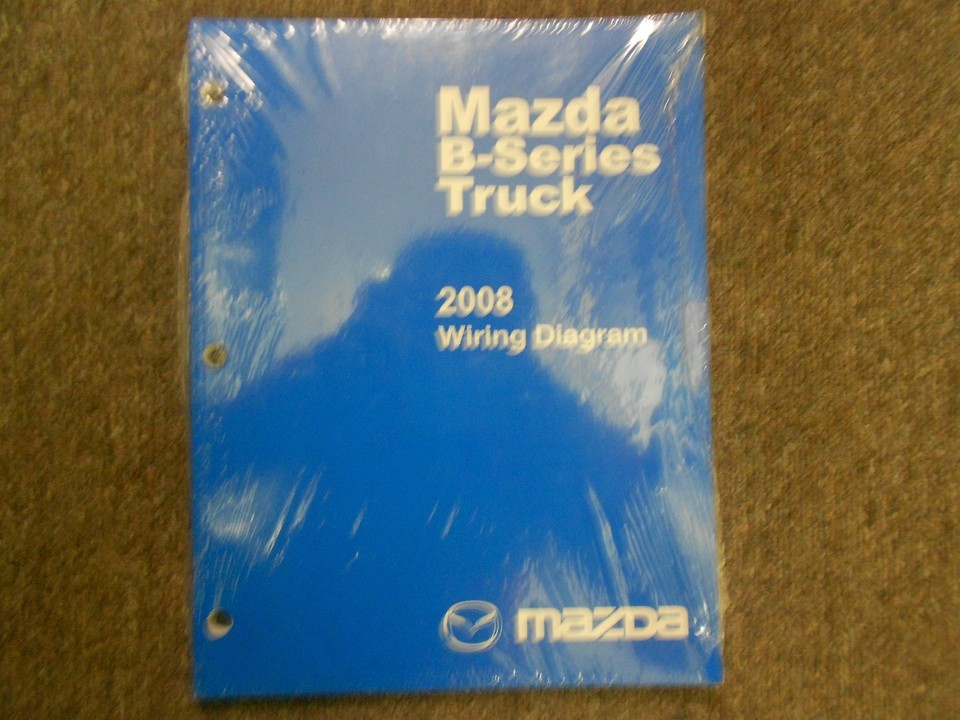 Mazda
B-Series
Truck
2008
Wiring Diagram
mazda